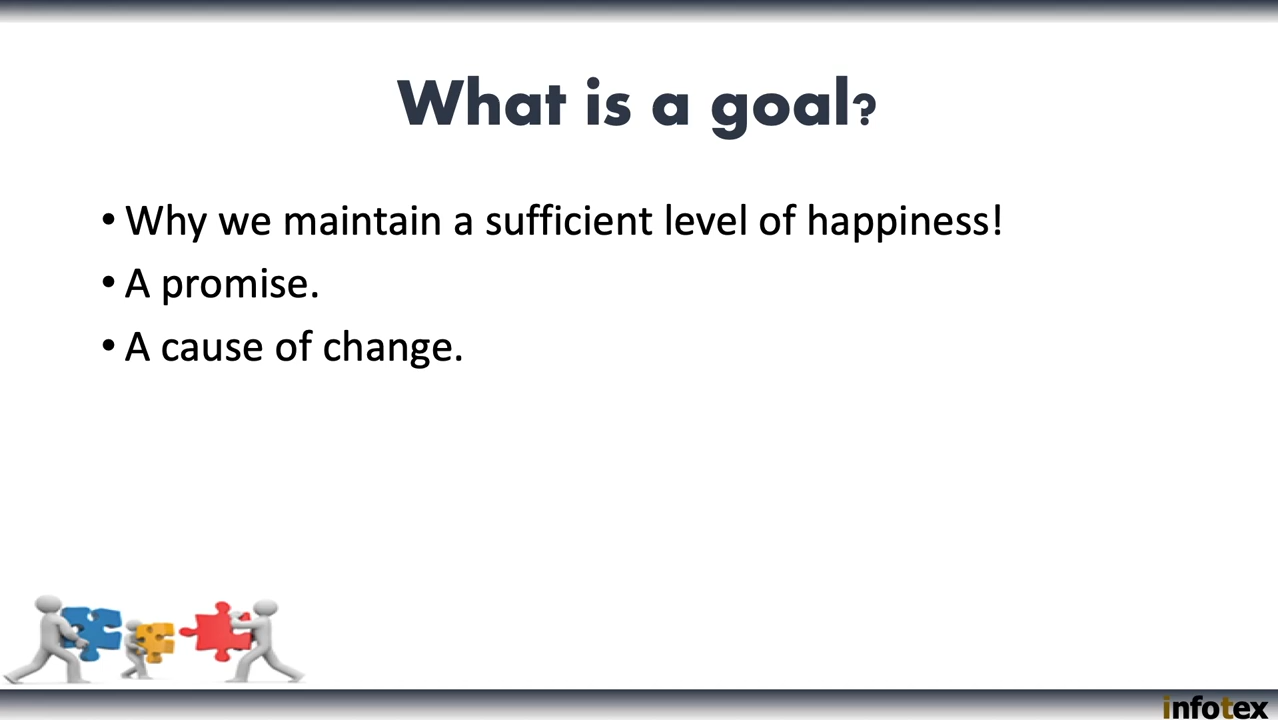 What is a goal?
• Why we maintain a sufficient level of happiness!
• A promise.
• A cause of change.
infotex